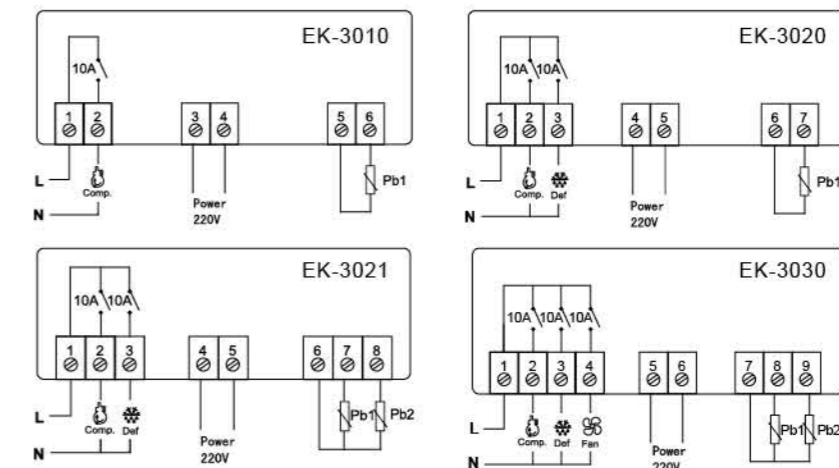 EK-3010
10A
1 2 3 4 5 6
L
Comp.
Pb1
N
Power
220V
EK-3020
10A 10A
1 2 3 4 5 6 7
L
Comp. Def
Pb1
N
Power
220V
EK-3021
10A 10A
1 2 3 4 5 6 7 8
L
Comp. Def
Pb1 Pb2
N
Power
220V
EK-3030
10A 10A 10A
1 2 3 4 5 6 7 8 9
L
Comp. Def Fan
Pb1 Pb2
N
Power
220V